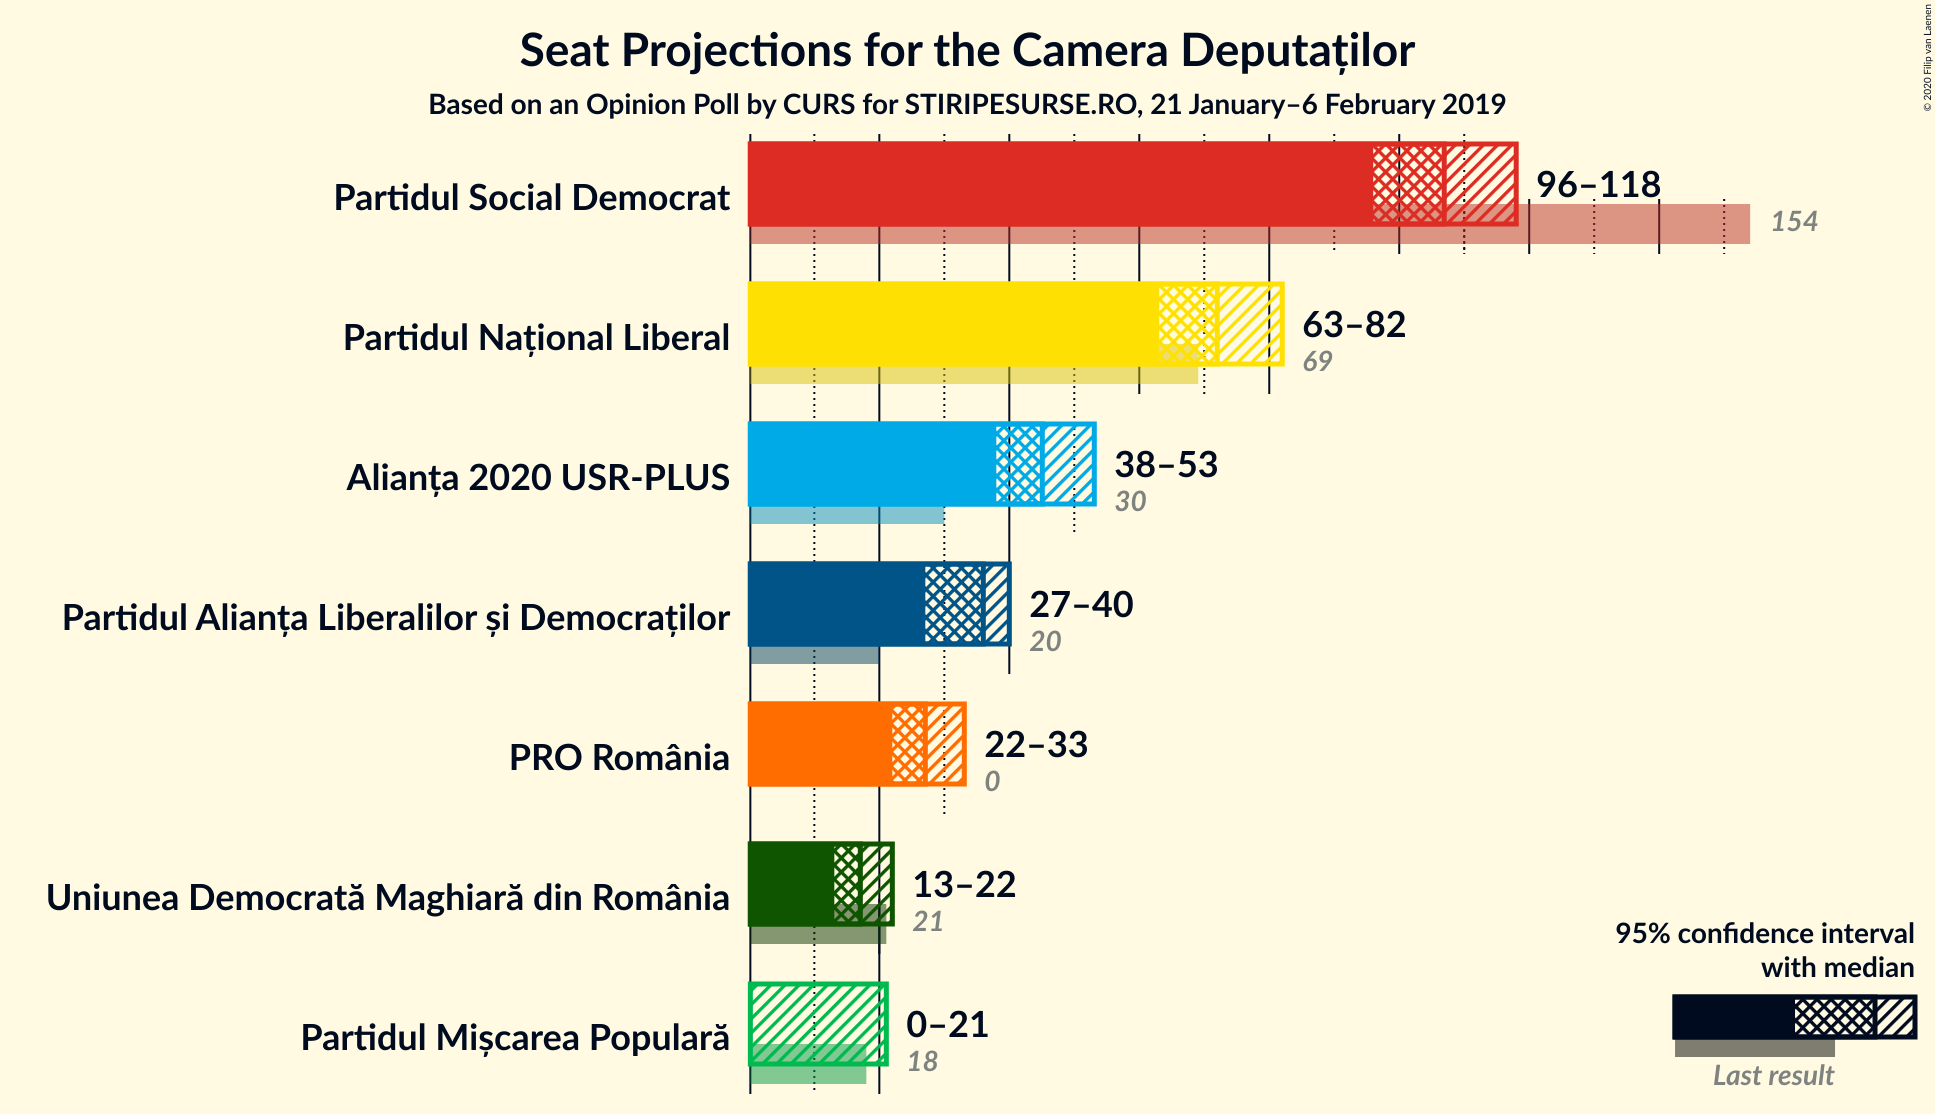 Seat Projections for the Camera Deputaților
Based on an Opinion Poll by CURS for STIRIPESURSE.RO, 21 January–6 February 2019
© 2020 Filip van Laenen
Partidul Social Democrat
96–118
154
Partidul Național Liberal
63–82
69
Alianța 2020 USR-PLUS
38–53
30
Partidul Alianța Liberalilor și Democraților
27–40
20
PRO România
22–33
0
Uniunea Democrată Maghiară din România
13–22
21
Partidul Mișcarea Populară
0–21
18
95% confidence interval
with median
Last result